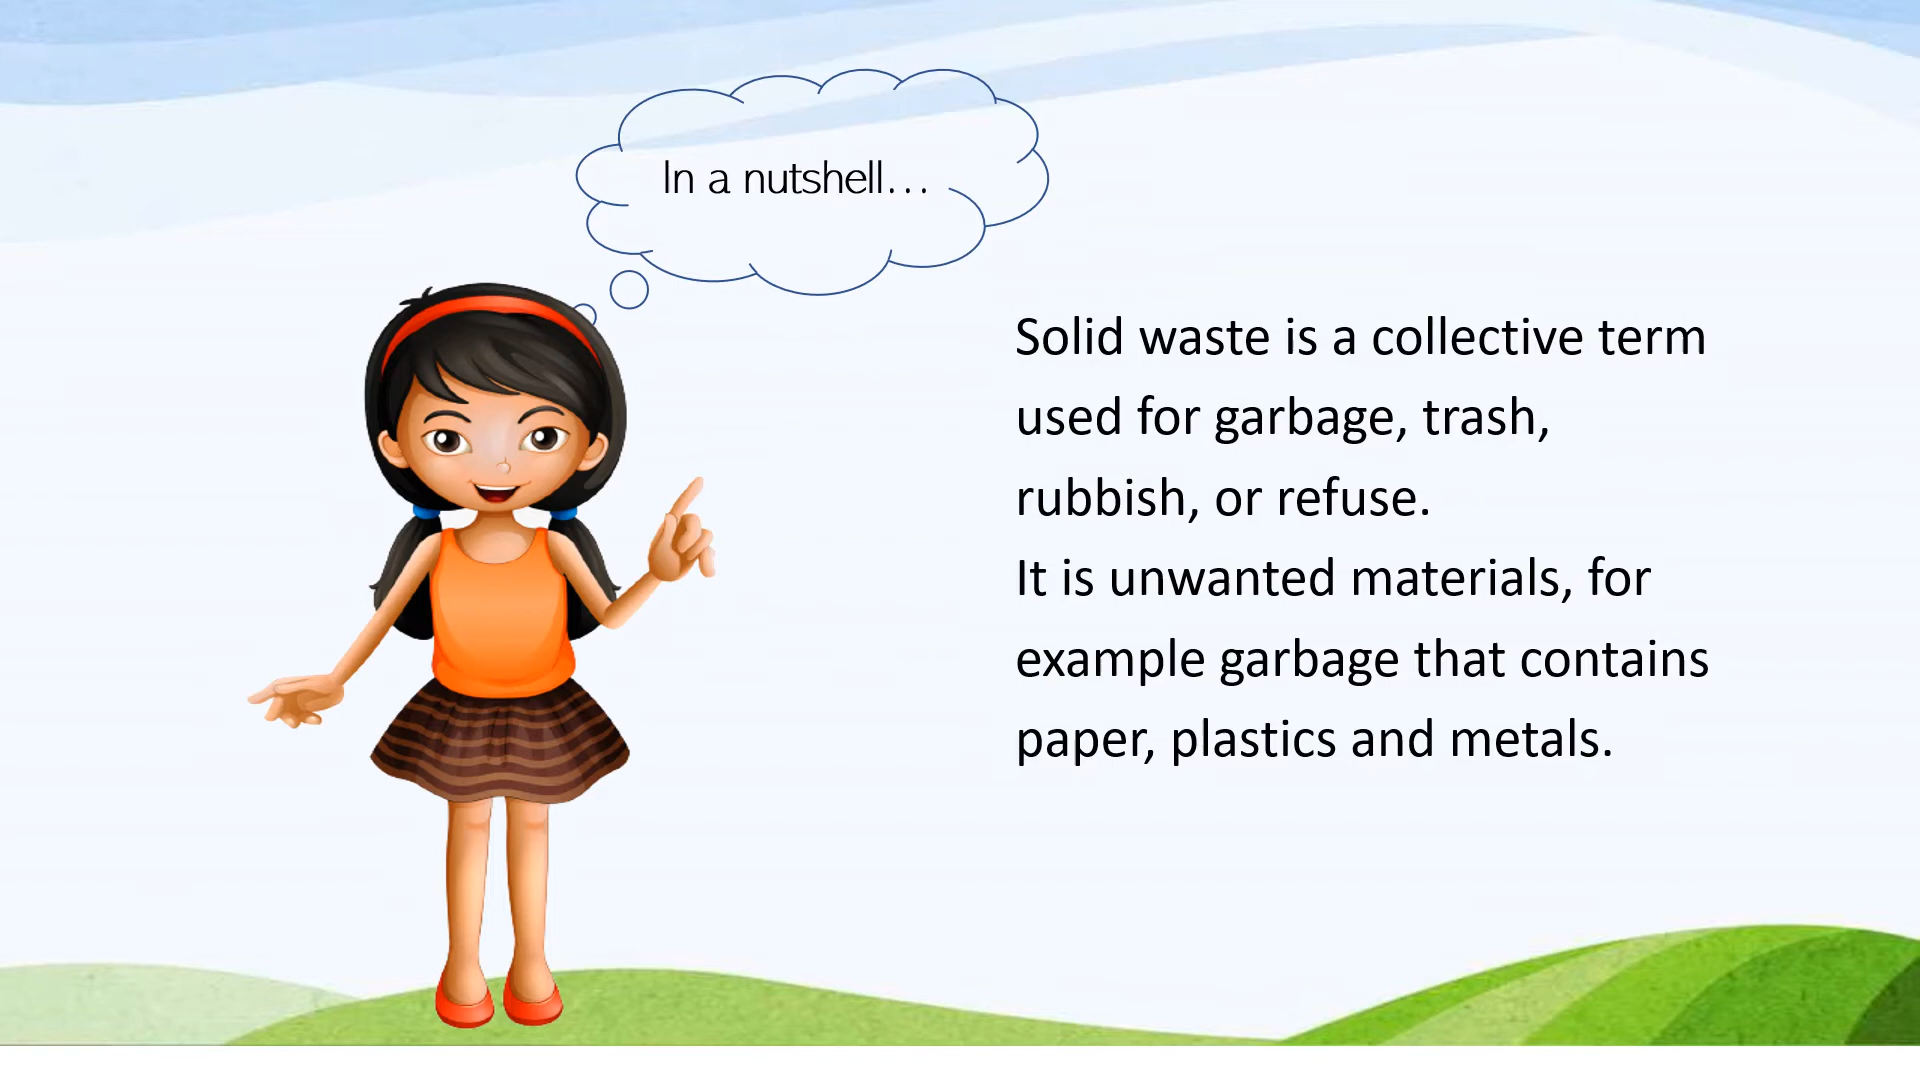 In a nutshell...
Solid waste is a collective term
used for garbage, trash,
rubbish, or refuse.
It is unwanted materials, for
example garbage that contains
paper, plastics and metals.